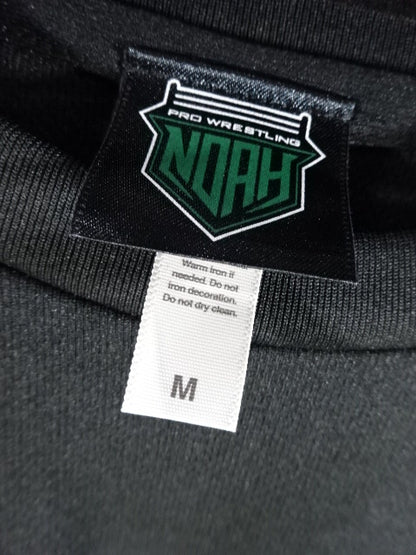 PRO WRESTLING
NOAH
Warm iron if
needed. Do not
iron decoration.
Do not dry clean.
M